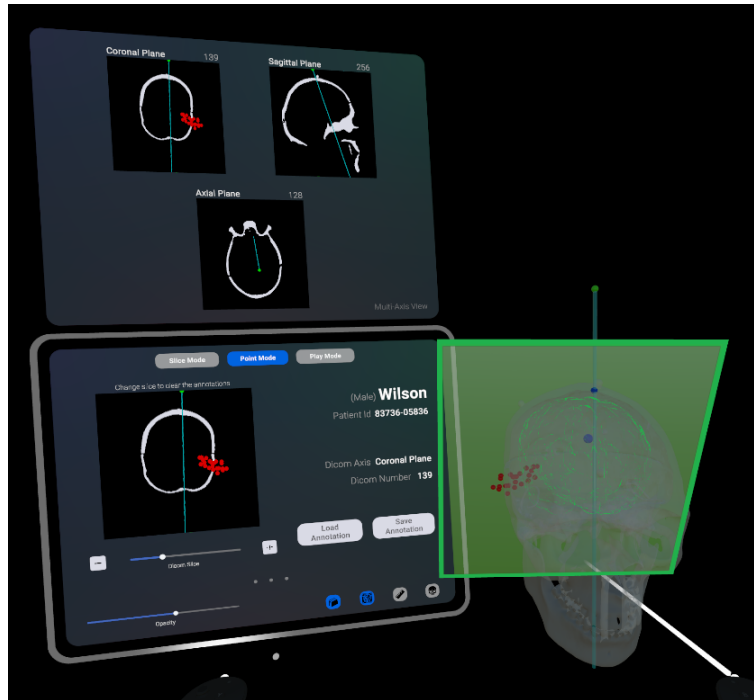 Coronal Plane 139
Sagittal Plane 256
Axial Plane 128
Multi Axis View
Slice Mode Point Mode Play Mode
Change slice to clear the annotations
(Male) Wilson
Patient Id 83736-05836
Dicom Axis Coronal Plane
Dicom Number 139
Load Annotation
Save Annotation
Dicom Slice
Opacity